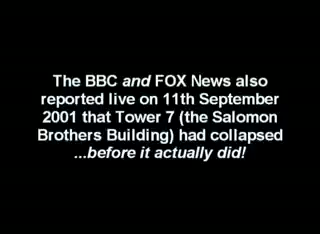 The BBC and FOX News also
reported live on 11th September
2001 that Tower 7 (the Salomon
Brothers Building) had collapsed
...before it actually did!